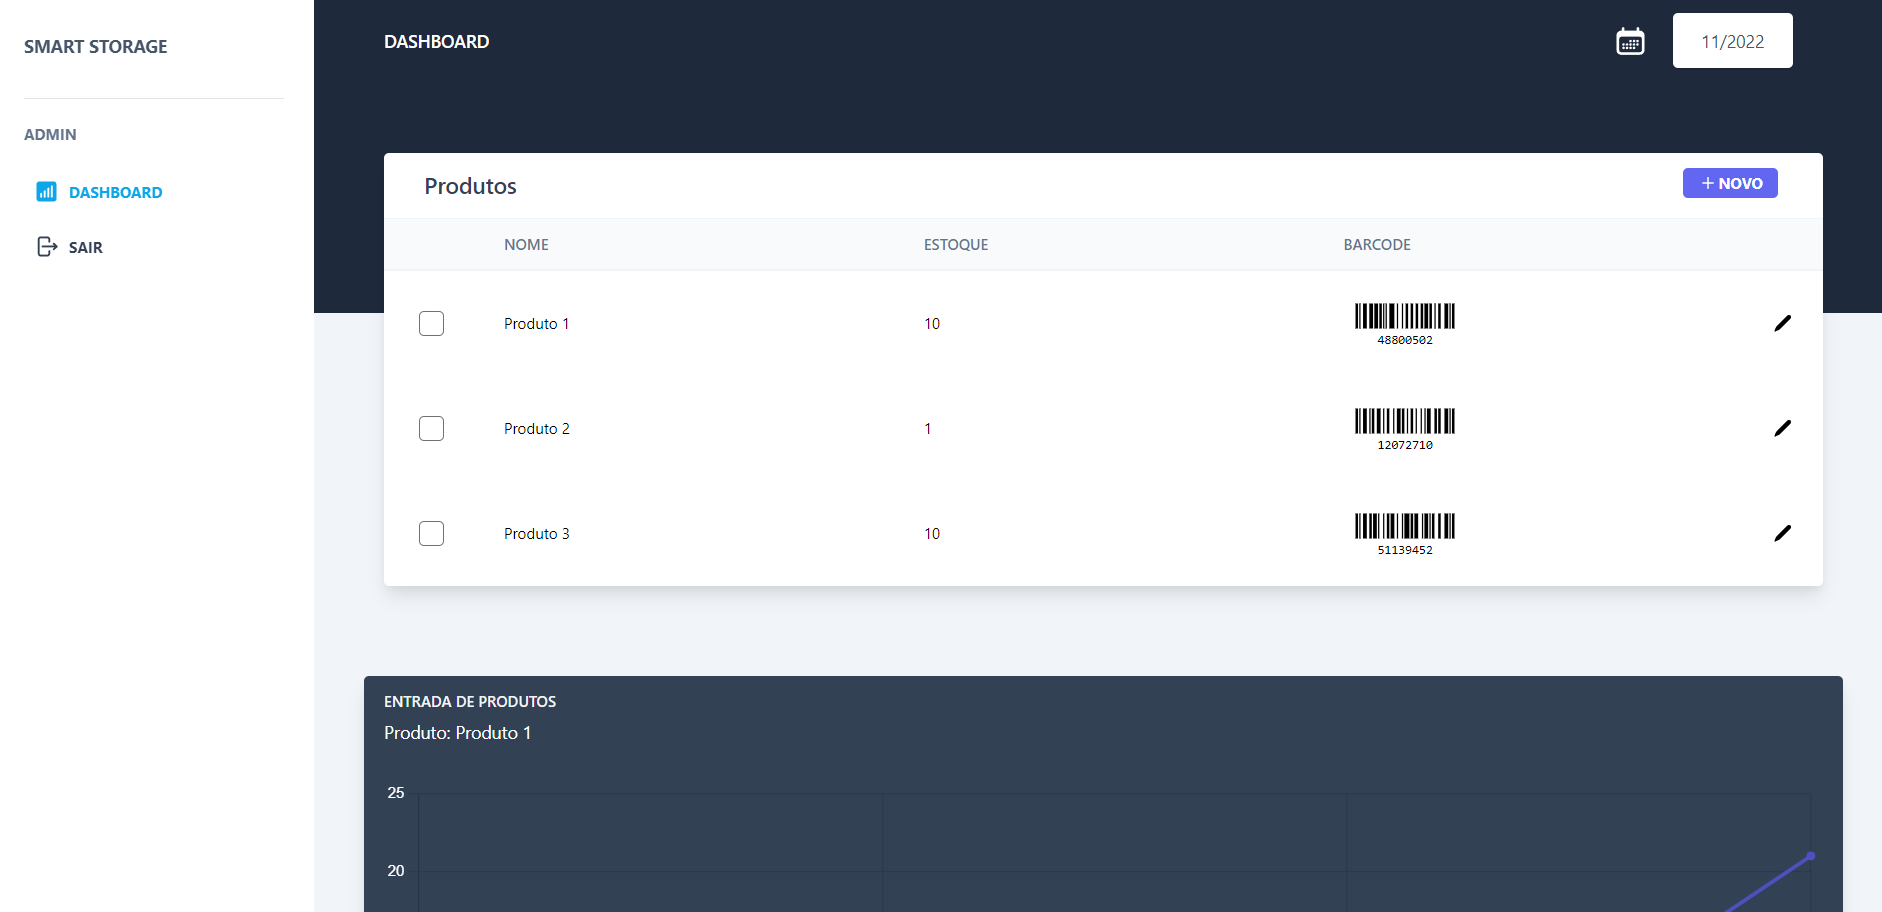 SMART STORAGE
ADMIN
DASHBOARD
SAIR
DASHBOARD
11/2022
Produtos
+ NOVO
NOME ESTOQUE BARCODE
Produto 1 10 48800502
Produto 2 1 12072710
Produto 3 10 51139452
ENTRADA DE PRODUTOS
Produto: Produto 1
25
20